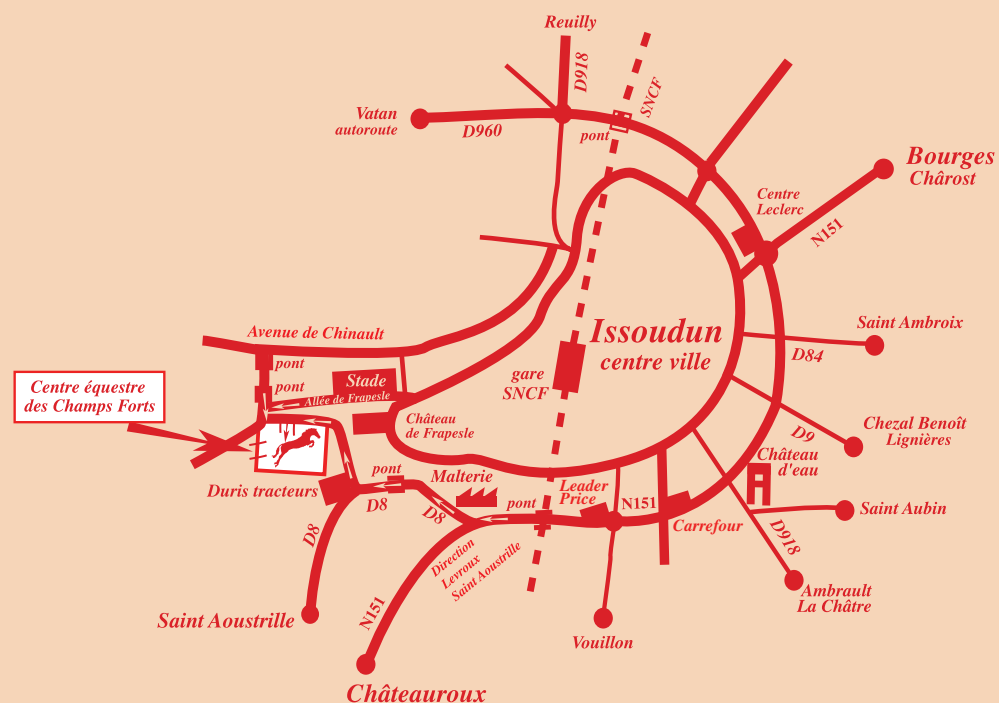 Reuilly
D918
SNCF
Vatan
autoroute
D960
pont
Bourges
Chârost
Centre
Leclerc
N151
Avenue de Chinault
Issoudun
centre ville
Saint Ambroix
D84
pont
pont
Stade
Allée de Frapesle
gare
SNCF
Centre équestre
des Champs Forts
Château
de Frapesle
Chezal Benoît
Lignières
D9
Château
d'eau
Duris tracteurs
pont
Malterie
D8
D8
pont
Leader
Price
N151
Carrefour
Saint Aubin
D918
D8
Direction
Levroux
Saint Aoustrille
Ambrault
La Châtre
Saint Aoustrille
N151
Vouillon
Châteauroux